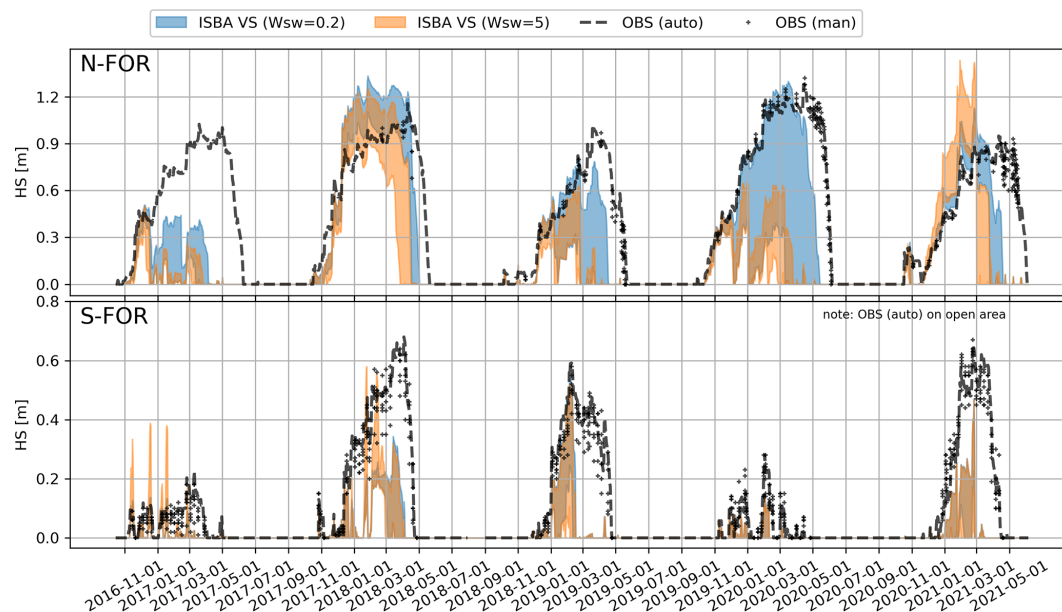 ISBA VS (Wsw=0.2) ISBA VS (Wsw=5) OBS (auto) OBS (man)
N-FOR
HS [m]
1.2
0.9
0.6
0.3
0.0
S-FOR
note: OBS (auto) on open area
HS [m]
0.8
0.6
0.4
0.2
0.0
2016-11-01 2017-01-01 2017-03-01 2017-05-01 2017-07-01 2017-09-01 2017-11-01 2018-01-01 2018-03-01 2018-05-01 2018-07-01 2018-09-01 2018-11-01 2019-01-01 2019-03-01 2019-05-01 2019-07-01 2019-09-01 2019-11-01 2020-01-01 2020-03-01 2020-05-01 2020-07-01 2020-09-01 2020-11-01 2021-01-01 2021-03-01 2021-05-01